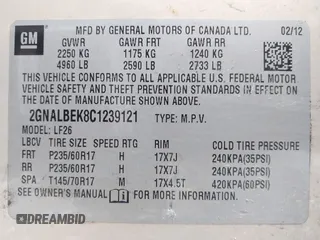 GM
MFD BY GENERAL MOTORS OF CANADA LTD. 02/12
GVWR GAWR FRT GAWR RR
2250 KG 1175 KG 1240 KG
4960 LB 2590 LB 2733 LB
THIS VEHICLE CONFORMS TO ALL APPLICABLE U.S. FEDERAL MOTOR
VEHICLE SAFETY AND THEFT PREVENTION STANDARDS IN EFFECT ON
THE DATE OF MANUFACTURE SHOWN ABOVE.
2GNALBEK8C1239121 TYPE: M.P.V.
MODEL: LF26
LBCV TIRE SIZE SPEED RTG RIM COLD TIRE PRESSURE
FRT P235/60R17 H 17X7J 240KPA(35PSI)
RR P235/60R17 H 17X7J 240KPA(35PSI)
SPA T145/70R17 M 17X4.5T 420KPA(60PSI)
SEE OWNER'S MANUAL FOR MORE INFORMATION.
DREAMBID